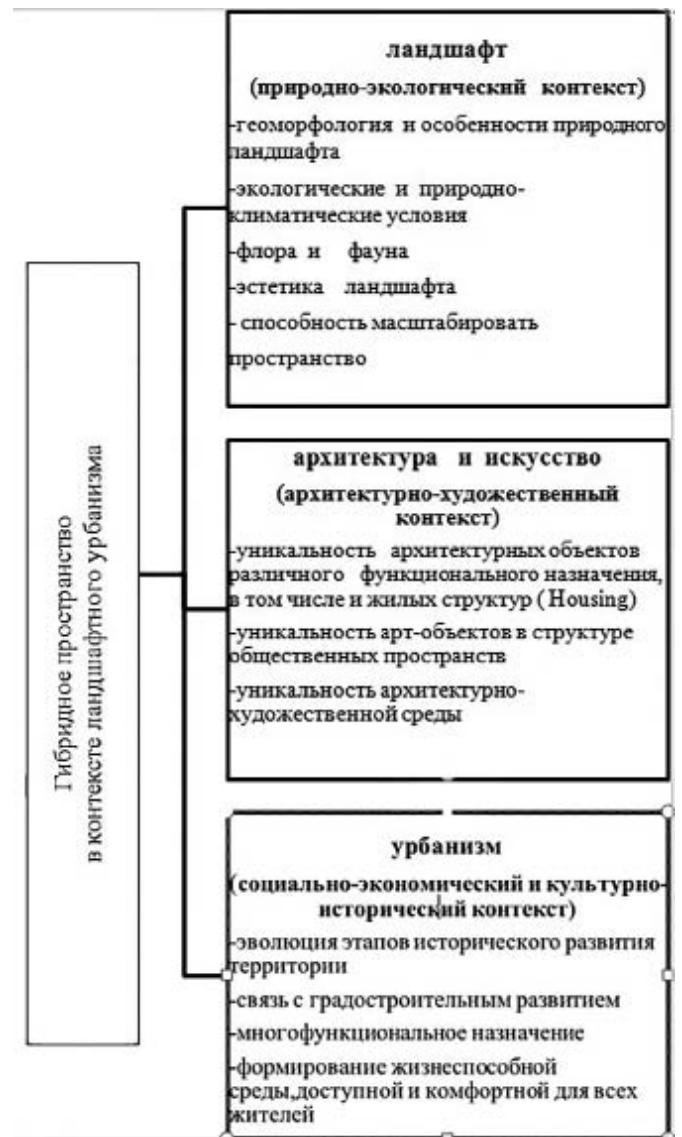 Гибридное пространство
в контексте ландшафтного урбанизма
ландшафт
(природно-экологический контекст)
-геоморфология и особенности природного
ландшафта
-экологические и природно-
климатические условия
-флора и фауна
-эстетика ландшафта
- способность масштабировать
пространство
архитектура и искусство
(архитектурно-художественный
контекст)
-уникальность архитектурных объектов
различного функционального назначения,
в том числе и жилых структур ( Housing)
-уникальность арт-объектов в структуре
общественных пространств
-уникальность архитектурно-
художественной среды
урбанизм
(социально-экономический и культурно-
исторический контекст)
-эволюция этапов исторического развития
территории
-связь с градостроительным развитием
-многофункциональное назначение
-формирование жизнеспособной
среды,доступной и комфортной для всех
жителей